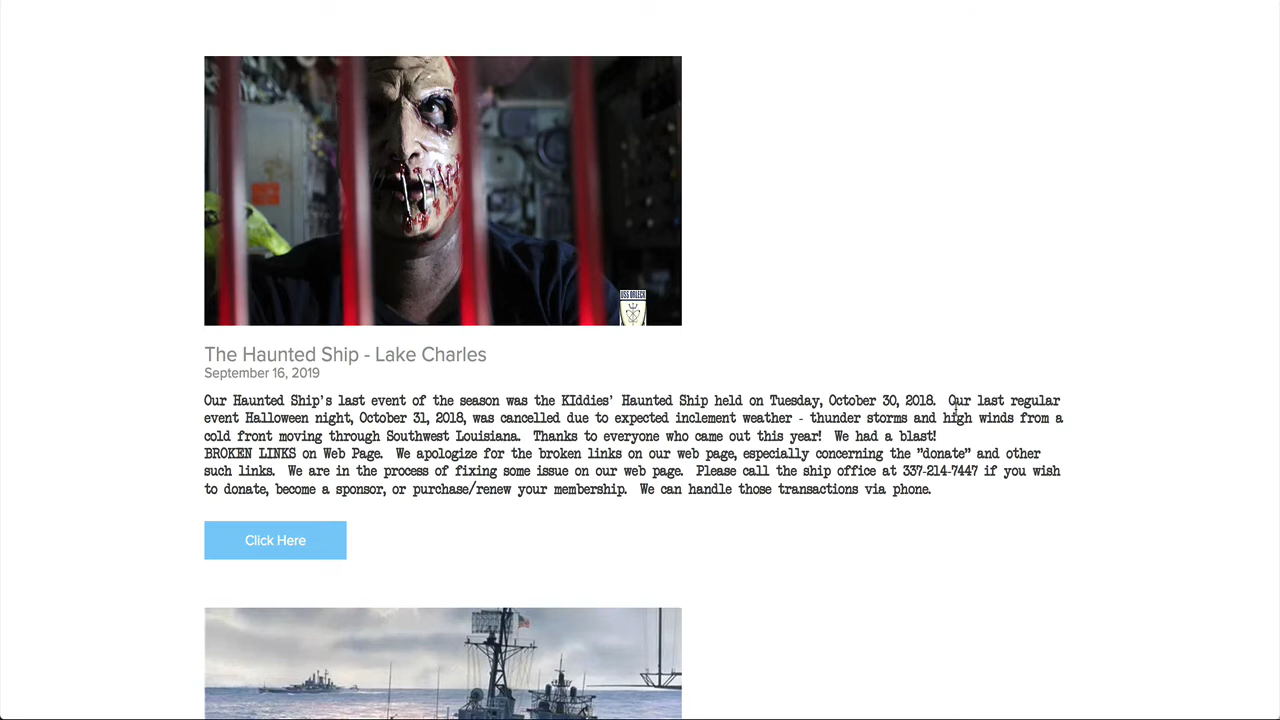 USS ORLECK
The Haunted Ship - Lake Charles
September 16, 2019
Our Haunted Ship's last event of the season was the KIddies' Haunted Ship held on Tuesday, October 30, 2018. Our last regular
event Halloween night, October 31, 2018, was cancelled due to expected inclement weather - thunder storms and high winds from a
cold front moving through Southwest Louisiana. Thanks to everyone who came out this year! We had a blast!
BROKEN LINKS on Web Page. We apologize for the broken links on our web page, especially concerning the "donate" and other
such links. We are in the process of fixing some issue on our web page. Please call the ship office at 337-214-7447 if you wish
to donate, become a sponsor, or purchase/renew your membership. We can handle those transactions via phone.
Click Here